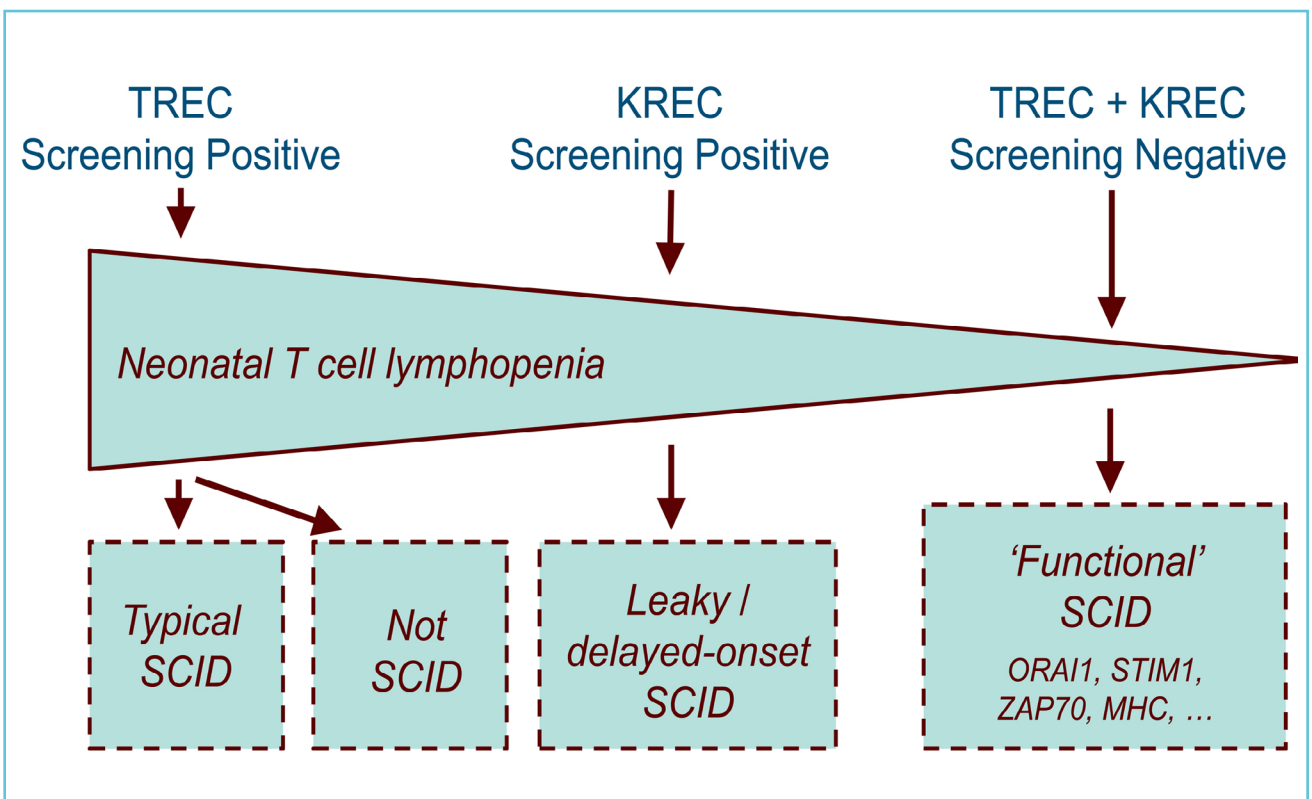 TREC
Screening Positive
KREC
Screening Positive
TREC + KREC
Screening Negative
Neonatal T cell lymphopenia
Typical
SCID
Not
SCID
Leaky /
delayed-onset
SCID
‘Functional’
SCID
ORAI1, STIM1,
ZAP70, MHC, …